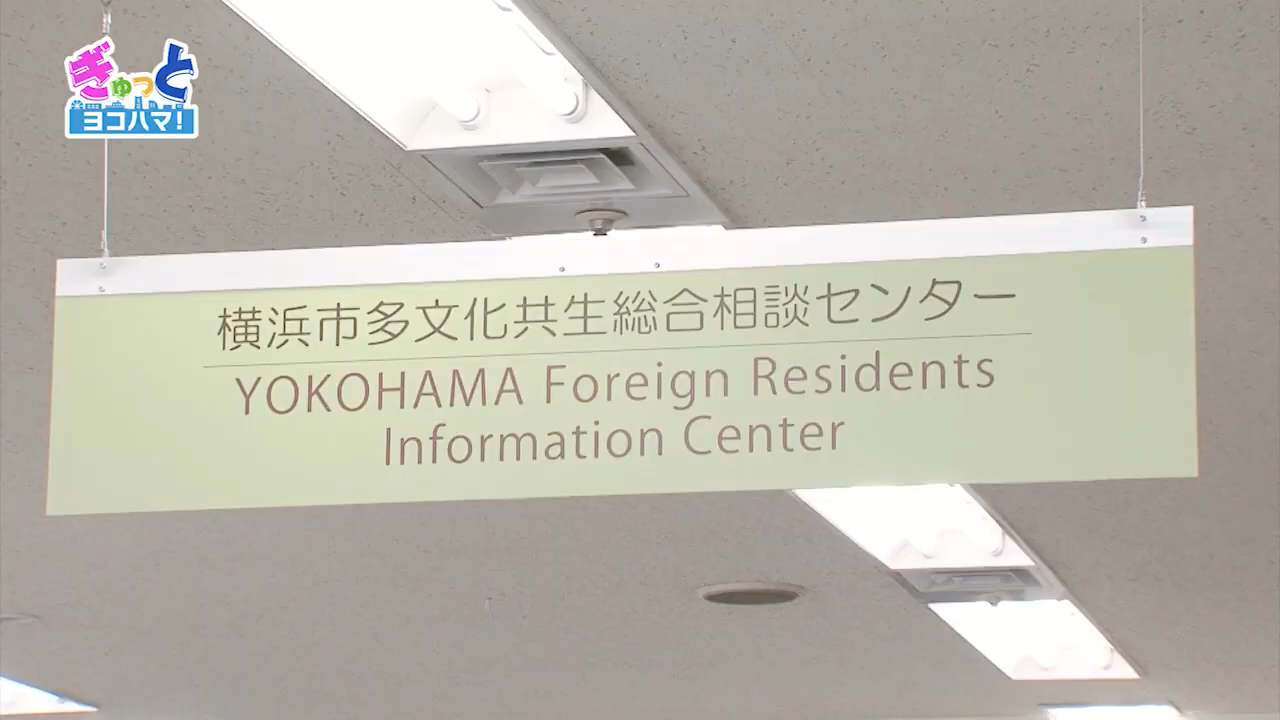 ぎゅっと
ヨコハマ!
横浜市多文化共生総合相談センター
YOKOHAMA Foreign Residents
Information Center